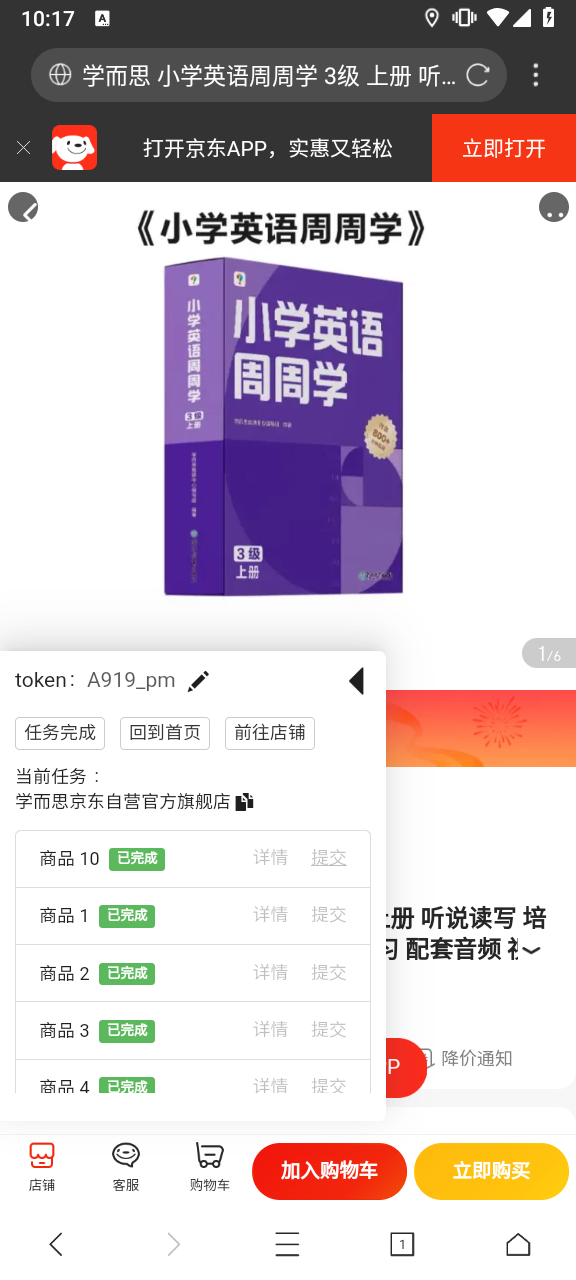 10:17
A
学而思 小学英语周周学 3级 上册 听…
打开京东APP，实惠又轻松
立即打开
《小学英语周周学》
小学英语
周周学
小学英语周周学
3级
上册
800
3级
上册
1/6
token： A919_pm
任务完成
回到首页
前往店铺
当前任务：
学而思京东自营官方旗舰店
商品 10 已完成 详情 提交
商品 1 已完成 详情 提交
商品 2 已完成 详情 提交
商品 3 已完成 详情 提交
商品 4 已完成 详情 提交
上册 听说读写 培
习 配套音频
P
降价通知
店铺
客服
购物车
加入购物车
立即购买
1